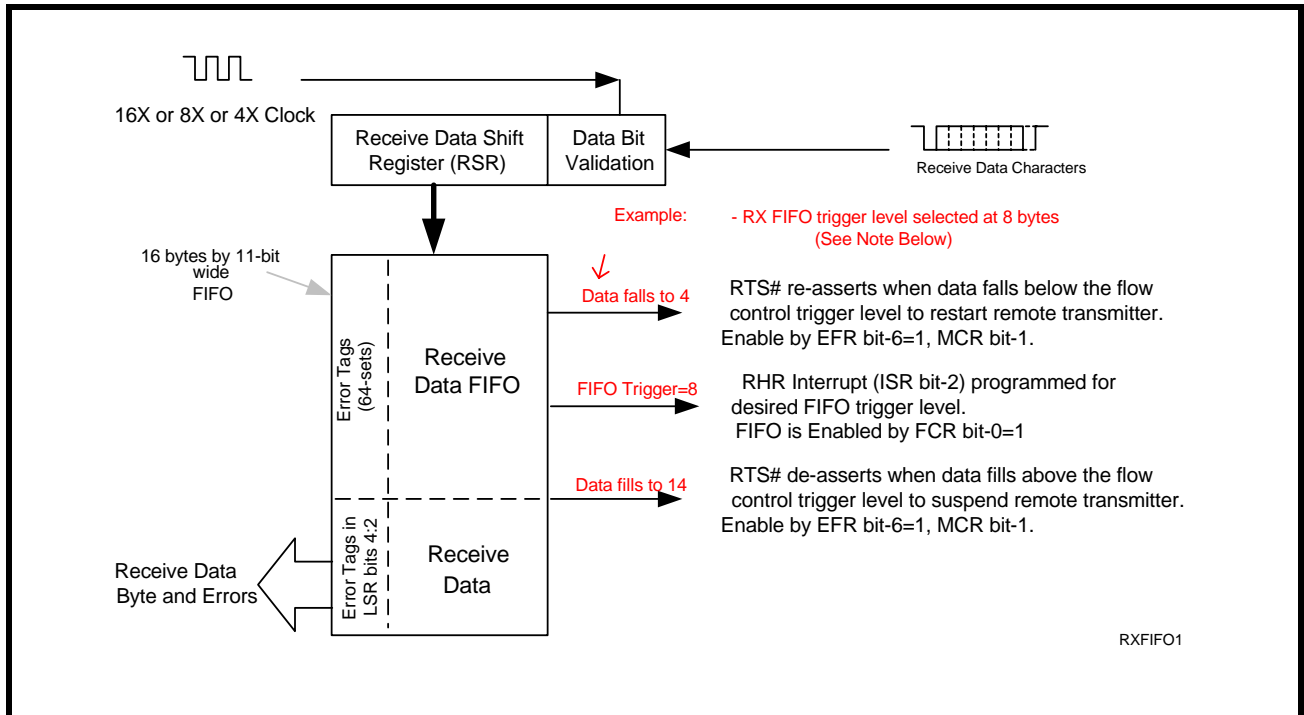 16X or 8X or 4X Clock
Receive Data Shift
Register (RSR)
Data Bit
Validation
Receive Data Characters
Example:
- RX FIFO trigger level selected at 8 bytes
(See Note Below)
16 bytes by 11-bit
wide
FIFO
Error Tags
(64-sets)
Receive
Data FIFO
Data falls to 4
RTS# re-asserts when data falls below the flow
control trigger level to restart remote transmitter.
Enable by EFR bit-6=1, MCR bit-1.
FIFO Trigger=8
RHR Interrupt (ISR bit-2) programmed for
desired FIFO trigger level.
FIFO is Enabled by FCR bit-0=1
Data fills to 14
RTS# de-asserts when data fills above the flow
control trigger level to suspend remote transmitter.
Enable by EFR bit-6=1, MCR bit-1.
Error Tags in
LSR bits 4:2
Receive
Data
Receive Data
Byte and Errors
RXFIFO1